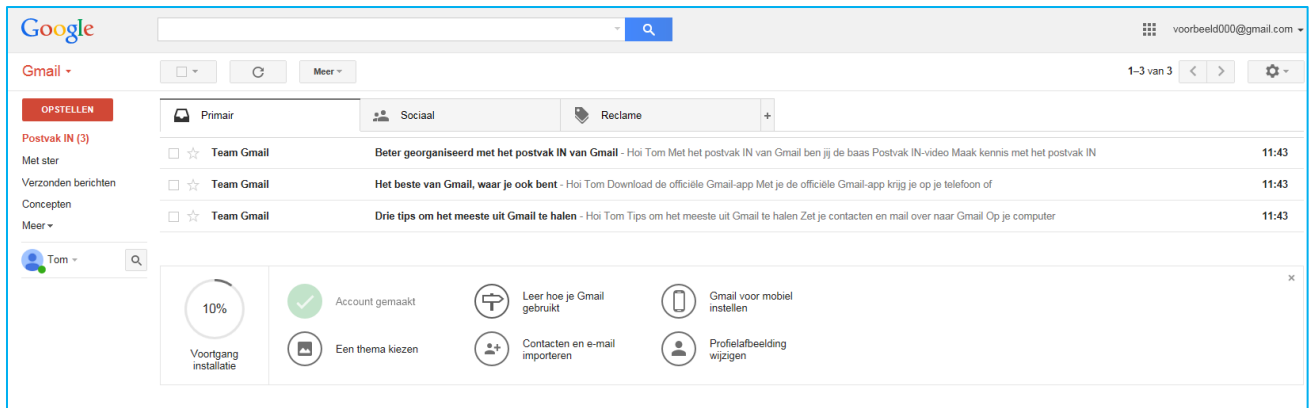 Google
voorbeeld000@gmail.com
Gmail
Meer
1–3 van 3
OPSTELLEN
Primair
Sociaal
Reclame
+
Postvak IN (3)
Met ster
Verzonden berichten
Concepten
Meer
Team Gmail Beter georganiseerd met het postvak IN van Gmail - Hoi Tom Met het postvak IN van Gmail ben jij de baas Postvak IN-video Maak kennis met het postvak IN 11:43
Team Gmail Het beste van Gmail, waar je ook bent - Hoi Tom Download de officiële Gmail-app Met je de officiële Gmail-app krijg je op je telefoon of 11:43
Team Gmail Drie tips om het meeste uit Gmail te halen - Hoi Tom Tips om het meeste uit Gmail te halen Zet je contacten en mail over naar Gmail Op je computer 11:43
Tom
10%
Voortgang
installatie
Account gemaakt
Leer hoe je Gmail
gebruikt
Gmail voor mobiel
instellen
Een thema kiezen
Contacten en e-mail
importeren
Profielafbeelding
wijzigen